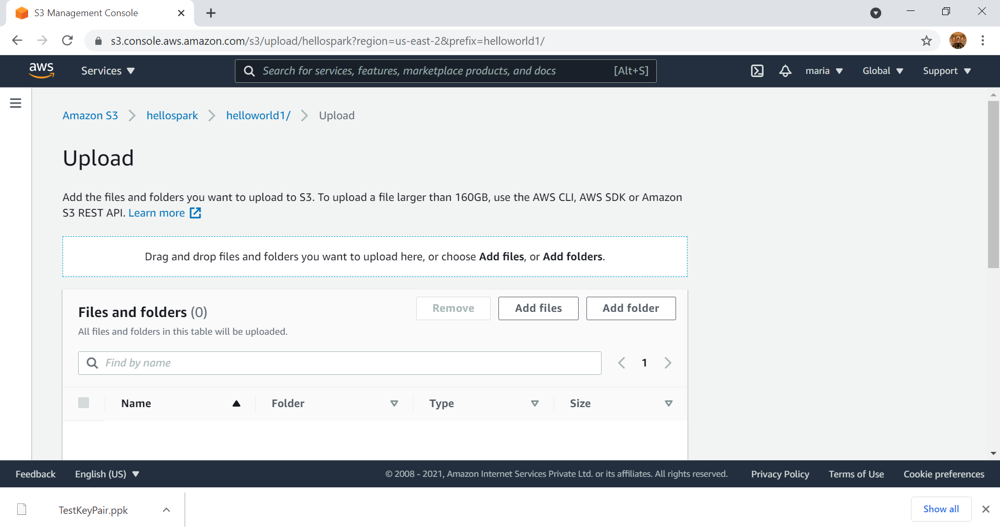 S3 Management Console
s3.console.aws.amazon.com/s3/upload/hellospark?region=us-east-2&prefix=helloworld1/
aws Services Search for services, features, marketplace products, and docs [Alt+S] maria Global Support
Amazon S3 hellospark helloworld1/ Upload
Upload
Add the files and folders you want to upload to S3. To upload a file larger than 160GB, use the AWS CLI, AWS SDK or Amazon
S3 REST API. Learn more
Drag and drop files and folders you want to upload here, or choose Add files, or Add folders.
Files and folders (0) Remove Add files Add folder
All files and folders in this table will be uploaded.
Find by name 1
Name Folder Type Size
Feedback English (US) © 2008 - 2021, Amazon Internet Services Private Ltd. or its affiliates. All rights reserved. Privacy Policy Terms of Use Cookie preferences
TestKeyPair.ppk Show all